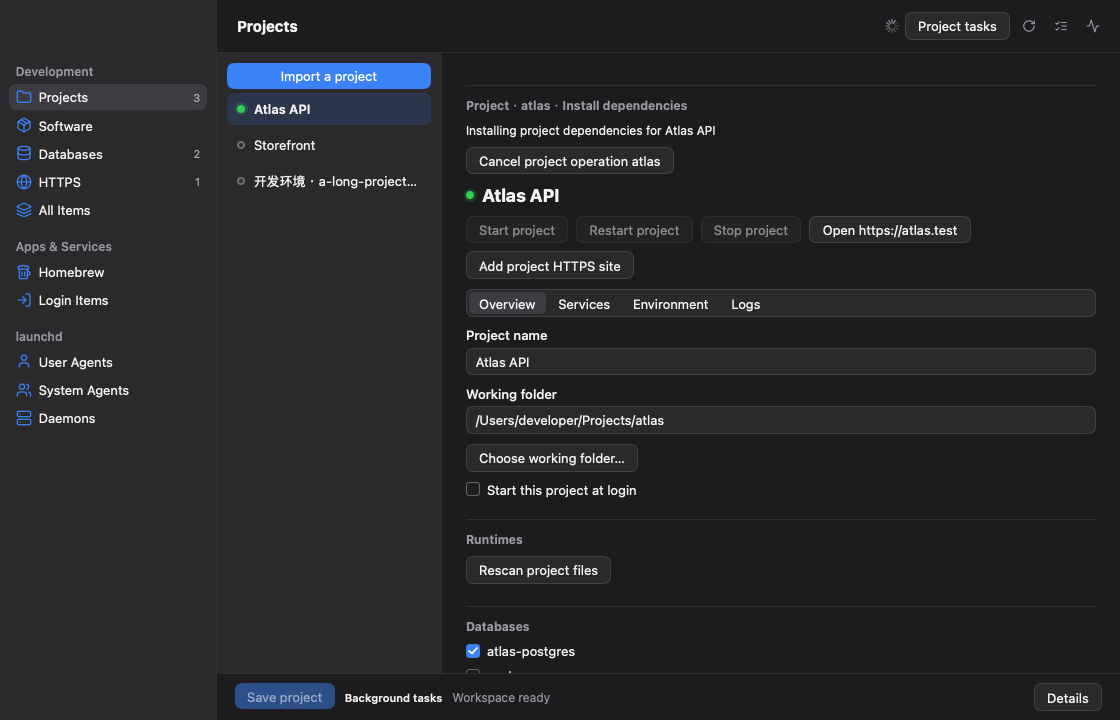 Projects
Project tasks
Development
Projects 3
Software
Databases 2
HTTPS 1
All Items
Apps & Services
Homebrew
Login Items
launchd
User Agents
System Agents
Daemons
Import a project
Atlas API
Storefront
开发环境 · a-long-project...
Project · atlas · Install dependencies
Installing project dependencies for Atlas API
Cancel project operation atlas
Atlas API
Start project Restart project Stop project Open https://atlas.test
Add project HTTPS site
Overview Services Environment Logs
Project name
Atlas API
Working folder
/Users/developer/Projects/atlas
Choose working folder...
Start this project at login
Runtimes
Rescan project files
Databases
atlas-postgres
Save project Background tasks Workspace ready Details